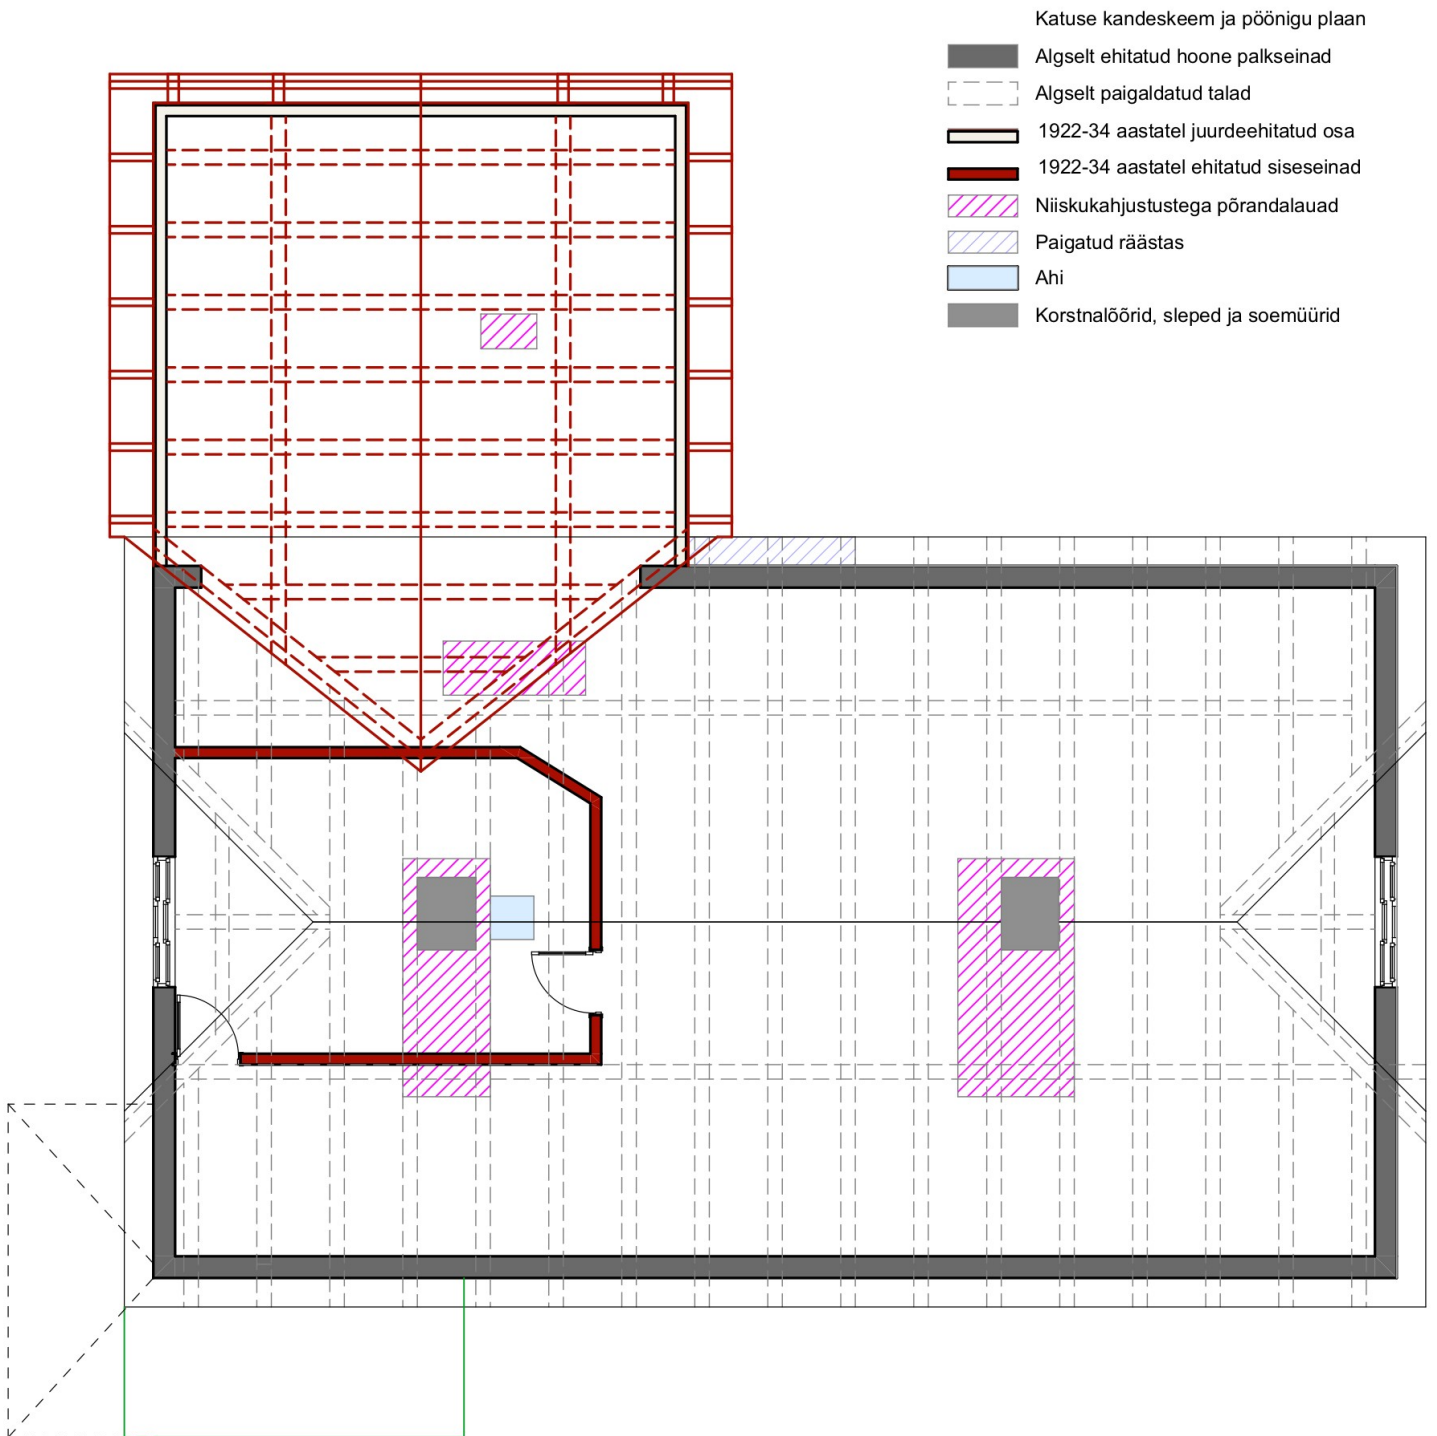 Katuse kandeskeem ja pöönigu plaan
Algselt ehitatud hoone palkseinad
Algselt paigaldatud talad
1922-34 aastatel juurdeehitatud osa
1922-34 aastatel ehitatud siseseinad
Niiskukahjustustega põrandalauad
Paigatud räästas
Ahi
Korstnalõõrid, sleped ja soemüürid